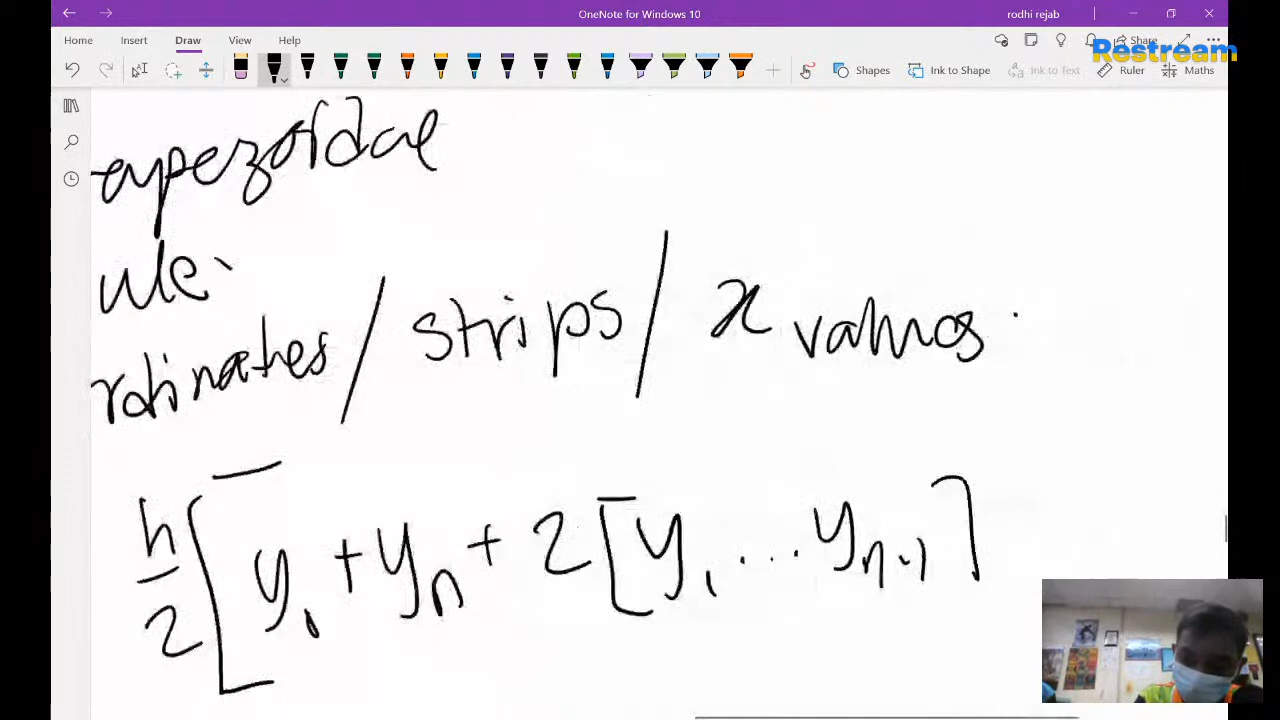 OneNote for Windows 10
rodhi rejab
Home Insert Draw View Help
Share
Restream
Shapes
Ink to Shape
Ink to Text
Ruler
Maths
apezoidal
ule
rdinates / strips / x values.
h/2 [y₁ + yₙ + 2 [y₁ ... yₙ₋₁]